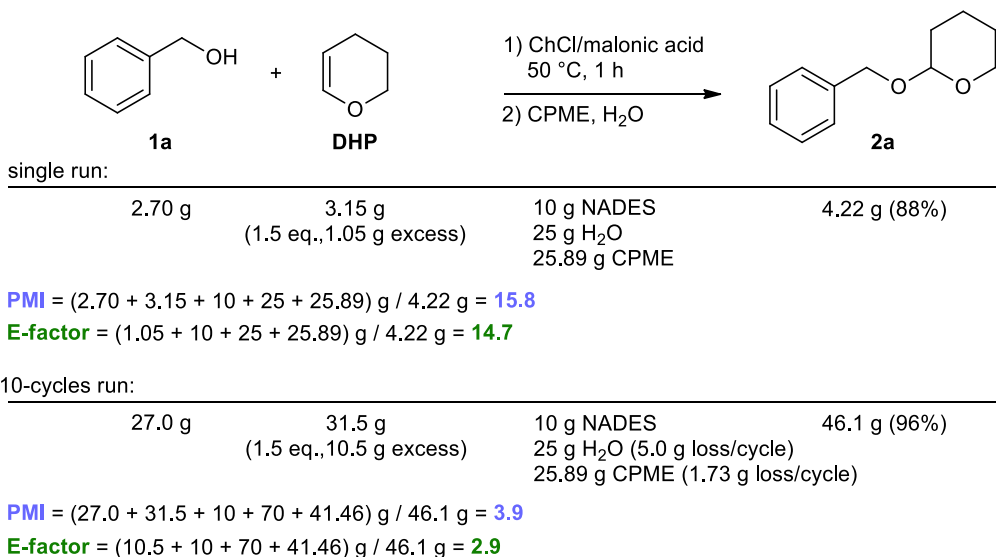 OH
+
O
1a
DHP
1) ChCl/malonic acid
50 °C, 1 h
2) CPME, H₂O
O
O
2a
single run:
2.70 g 3.15 g 10 g NADES 4.22 g (88%)
(1.5 eq.,1.05 g excess) 25 g H₂O
25.89 g CPME
PMI = (2.70 + 3.15 + 10 + 25 + 25.89) g / 4.22 g = 15.8
E-factor = (1.05 + 10 + 25 + 25.89) g / 4.22 g = 14.7
10-cycles run:
27.0 g 31.5 g 10 g NADES 46.1 g (96%)
(1.5 eq.,10.5 g excess) 25 g H₂O (5.0 g loss/cycle)
25.89 g CPME (1.73 g loss/cycle)
PMI = (27.0 + 31.5 + 10 + 70 + 41.46) g / 46.1 g = 3.9
E-factor = (10.5 + 10 + 70 + 41.46) g / 46.1 g = 2.9